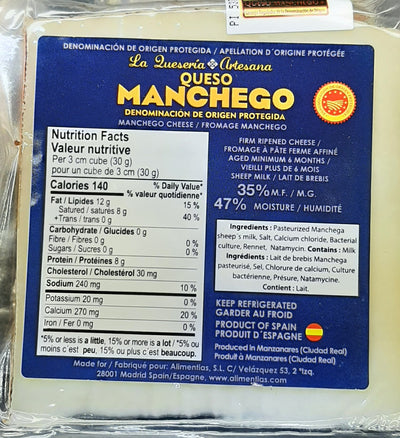 PI 53
QUESO MANCHEGO
DENOMINACIÓN DE ORIGEN PROTEGIDA / APELLATION D´ORIGINE PROTÉGÉE
La Quesería Artesana
QUESO
MANCHEGO
DENOMINACIÓN DE ORIGEN PROTEGIDA
MANCHEGO CHEESE / FROMAGE MANCHEGO
Nutrition Facts
Valeur nutritive
Per 3 cm cube (30 g)
pour un cube de 3 cm (30 g)
Calories 140
% Daily Value*
% valeur quotidienne*
Fat / Lipides 12 g 15 %
Satured / saturés 8 g
+Trans / trans 0 g 40 %
Carbohydrate / Glucides 0 g
Fibre / Fibres 0 g 0 %
Sugars / Sucres 0 g 0 %
Protein / Protéines 8 g
Cholesterol / Cholestérol 30 mg
Sodium 240 mg 10 %
Potassium 20 mg 0 %
Calcium 270 mg 20 %
Iron / Fer 0 mg 0 %
*5% or less is a little, 15% or more is a lot / *5% ou
moins c'est peu, 15% ou plus c'est beaucoup.
FIRM RIPENED CHEESE /
FROMAGE À PÂTE FERME AFFINÉ
AGED MINIMUM 6 MONTHS /
VIEILLI PLUS DE 6 MOIS
SHEEP MILK / LAIT DE BREBIS
35% M.F. / M.G.
47% MOISTURE / HUMIDITÉ
Ingredients : Pasteurized Manchega
sheep´s milk, Salt, Calcium chloride, Bacterial
culture, Rennet, Natamycin. Contains : Milk
Ingredients : Lait de brebis Manchega
pasteurisé, Sel, Chlorure de calcium, Culture
bactérienne, Présure, Natamycine.
Contient : Lait.
KEEP REFRIGERATED
GARDER AU FROID
PRODUCT OF SPAIN
PRODUIT D´ESPAGNE
Produced in Manzanares (Ciudad Real)
Produit à Manzanares (Ciudad Real)
Made for / Fabriqué pour: Alimentias, S.L. C/ Velázquez 53, 2 °Izq.
28001 Madrid Spain/Espagne, www.alimentias.com